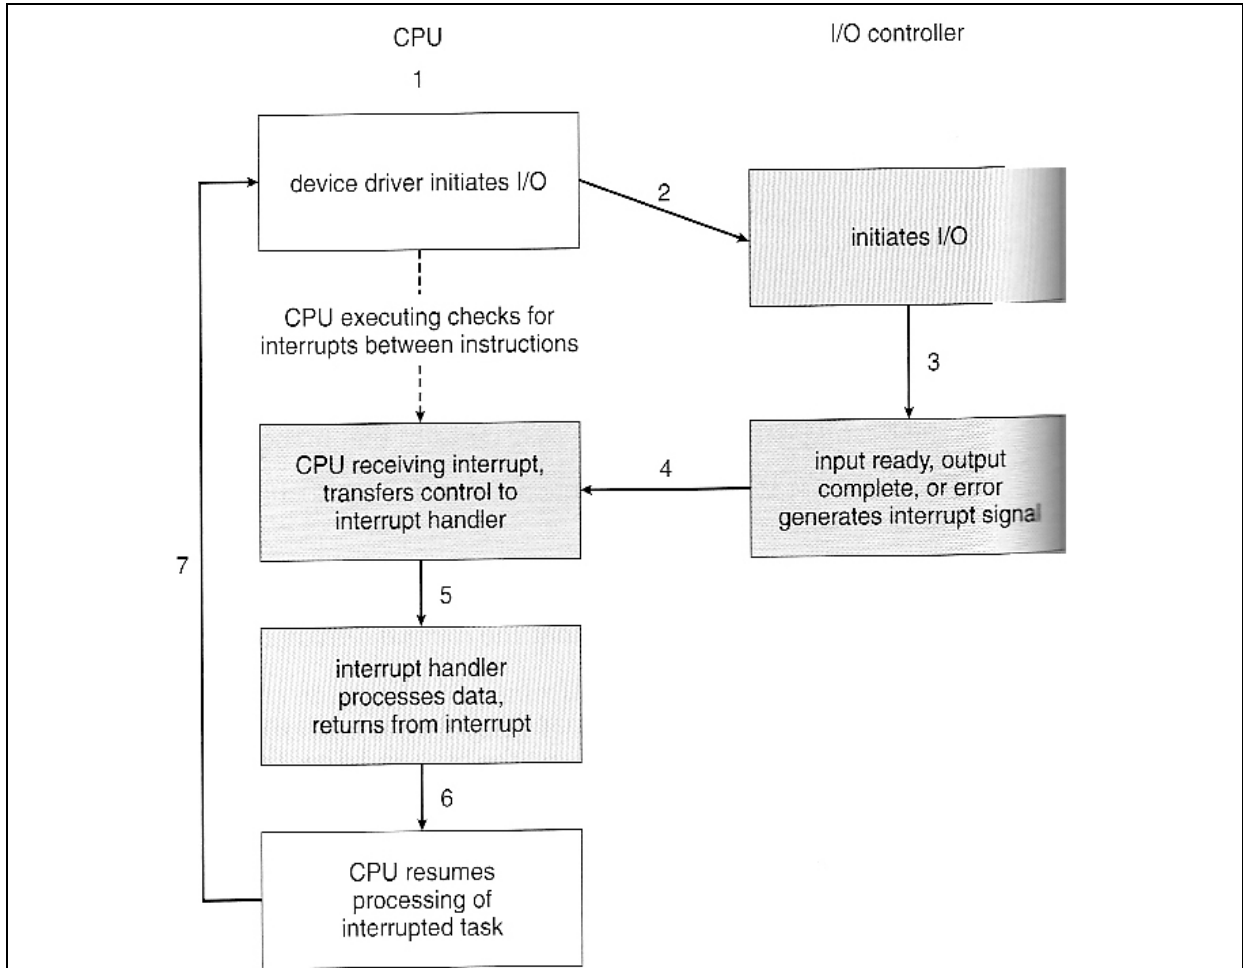 CPU
I/O controller
1
device driver initiates I/O
2
initiates I/O
CPU executing checks for
interrupts between instructions
3
CPU receiving interrupt,
transfers control to
interrupt handler
4
input ready, output
complete, or error
generates interrupt signal
7
5
interrupt handler
processes data,
returns from interrupt
6
CPU resumes
processing of
interrupted task